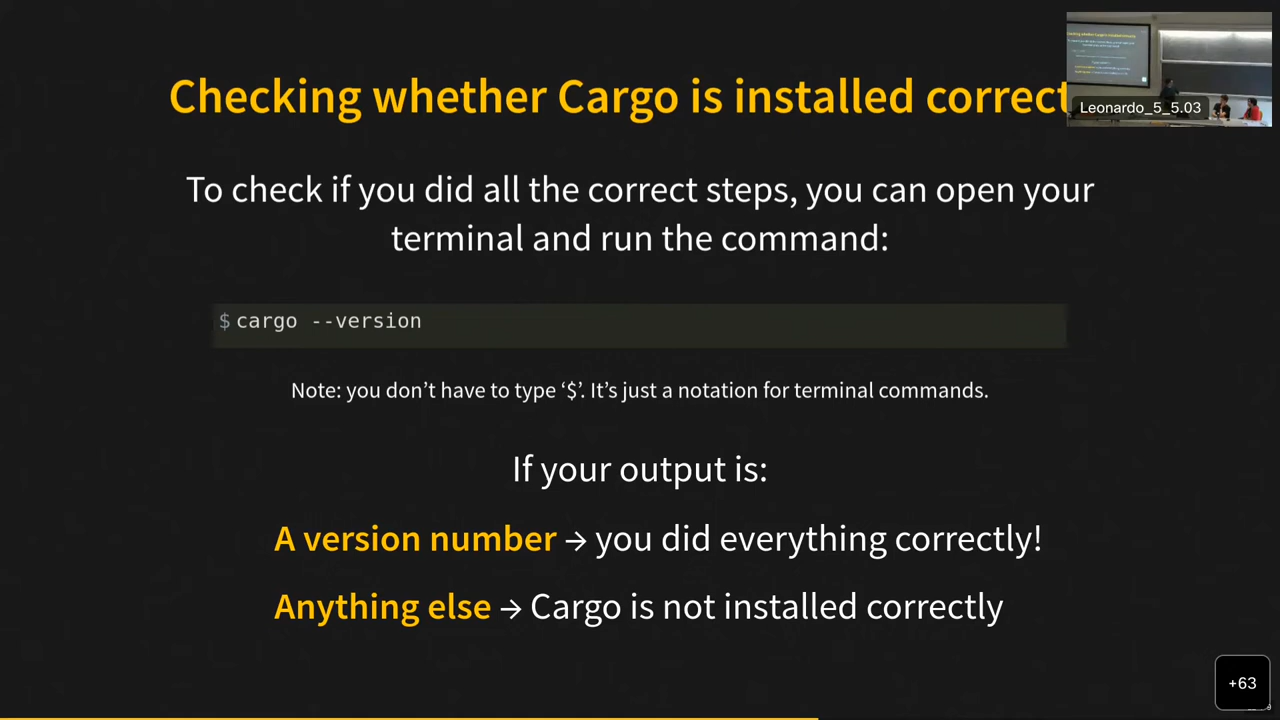 Checking whether Cargo is installed correct
Leonardo_5_5.03
To check if you did all the correct steps, you can open your
terminal and run the command:
$ cargo --version
Note: you don’t have to type ‘$’. It’s just a notation for terminal commands.
If your output is:
A version number → you did everything correctly!
Anything else → Cargo is not installed correctly
+63